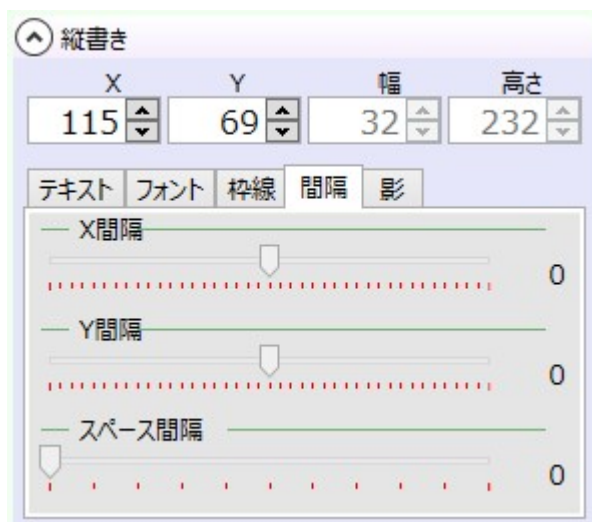 縦書き
X Y 幅 高さ
115 69 32 232
テキスト フォント 枠線 間隔 影
X間隔
0
Y間隔
0
スペース間隔
0